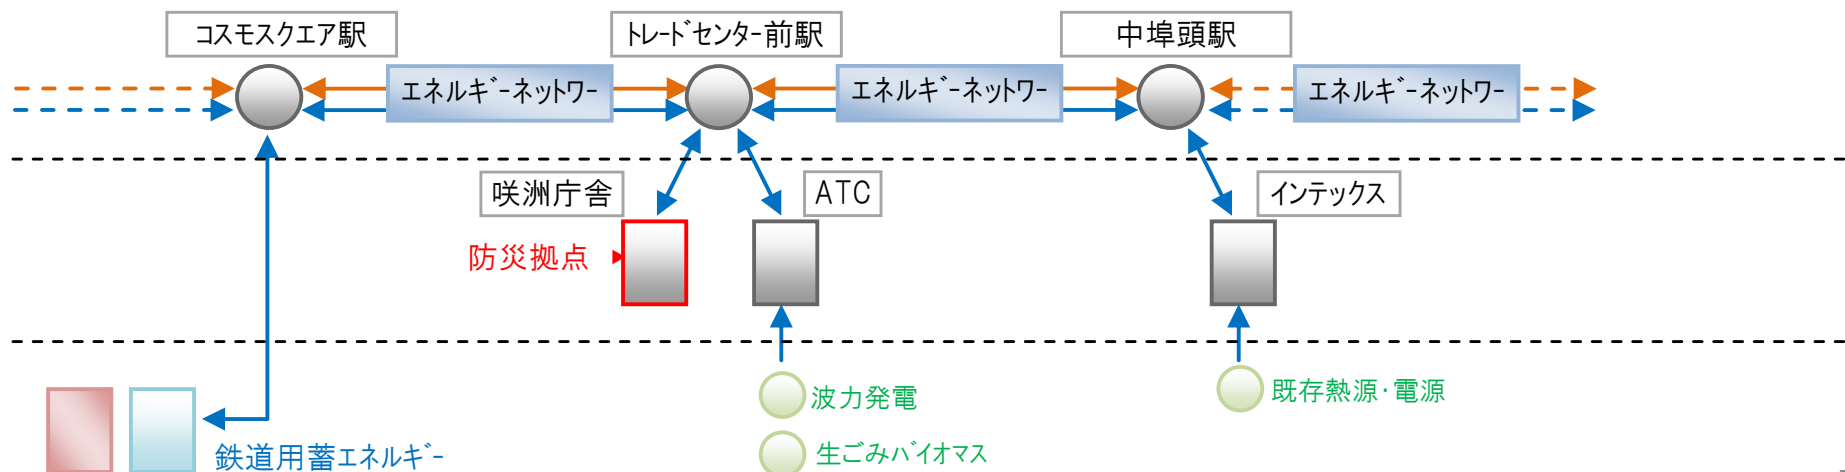 コスモスクエア駅
トレードセンター前駅
中埠頭駅
エネルギーネットワー
エネルギーネットワー
エネルギーネットワー
咲洲庁舎
ATC
インテックス
防災拠点
波力発電
既存熱源・電源
生ごみバイオマス
鉄道用蓄エネルギー